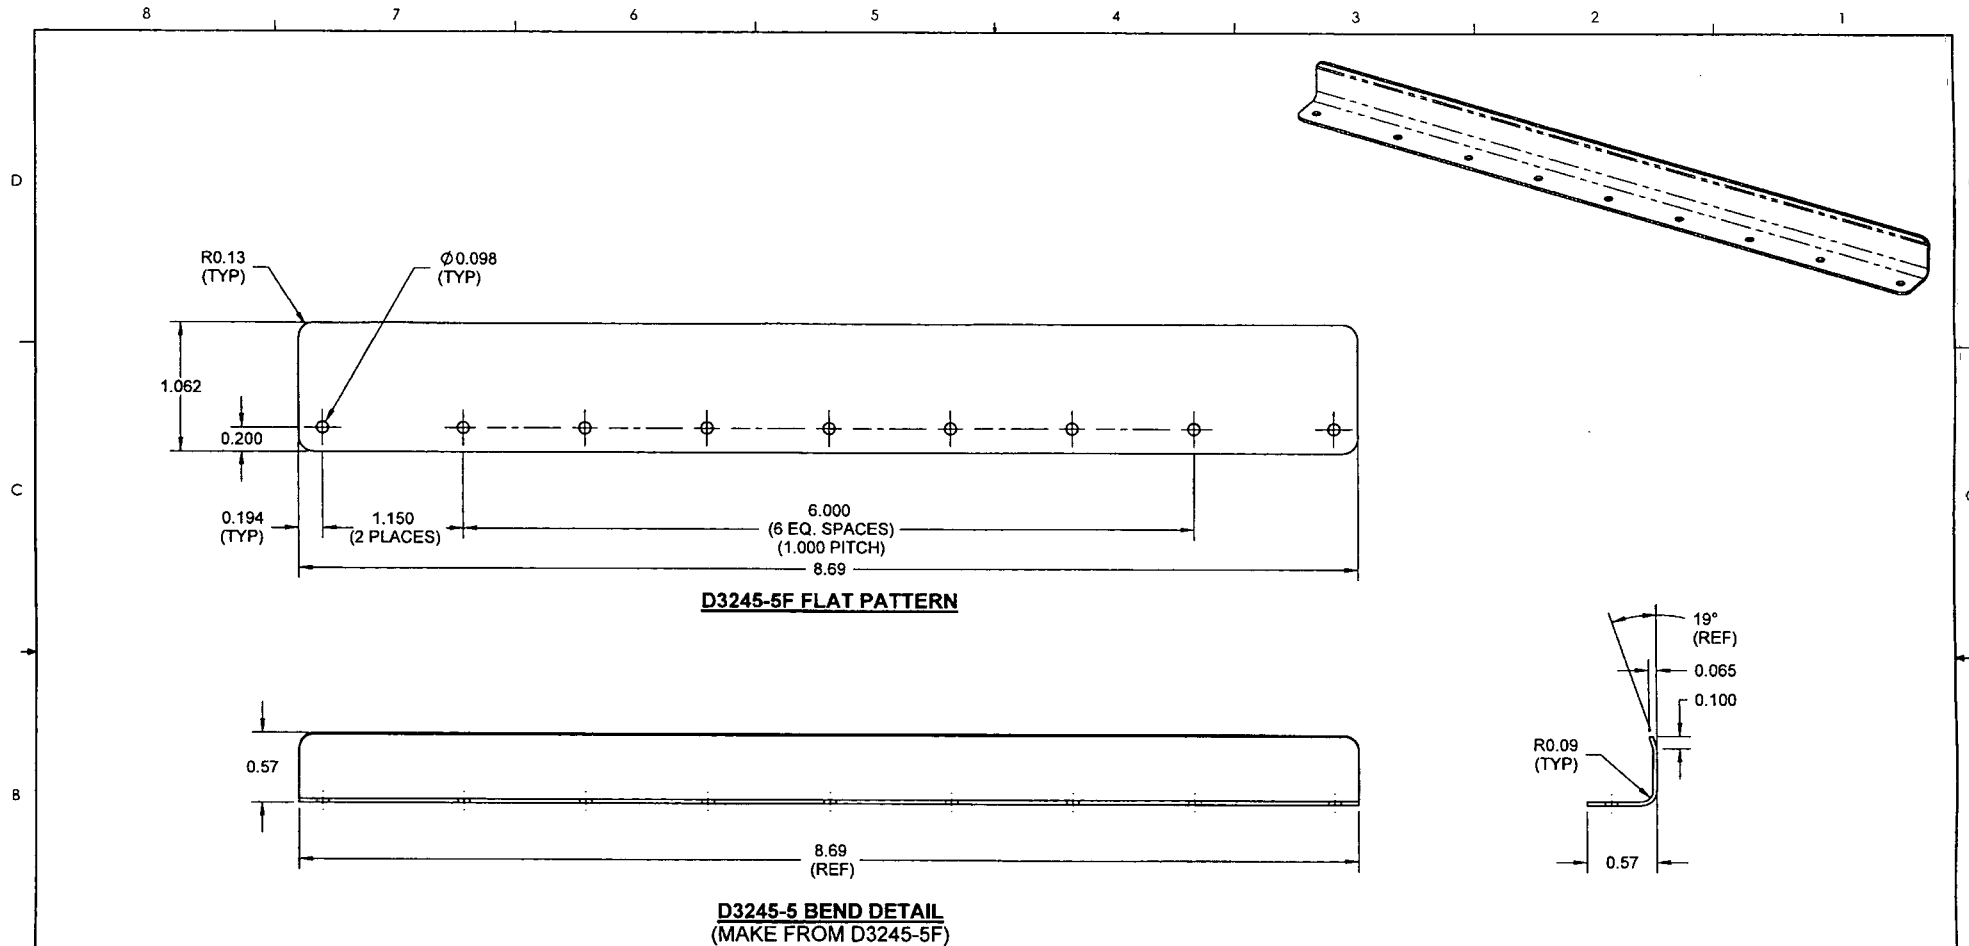 8 7 6 5 4 3 2 1
D
R0.13
(TYP)
Ø0.098
(TYP)
1.062
0.200
C
0.194
(TYP)
1.150
(2 PLACES)
6.000
(6 EQ. SPACES)
(1.000 PITCH)
8.69
D3245-5F FLAT PATTERN
19°
(REF)
0.065
0.100
R0.09
(TYP)
0.57
B
8.69
(REF)
0.57
D3245-5 BEND DETAIL
(MAKE FROM D3245-5F)